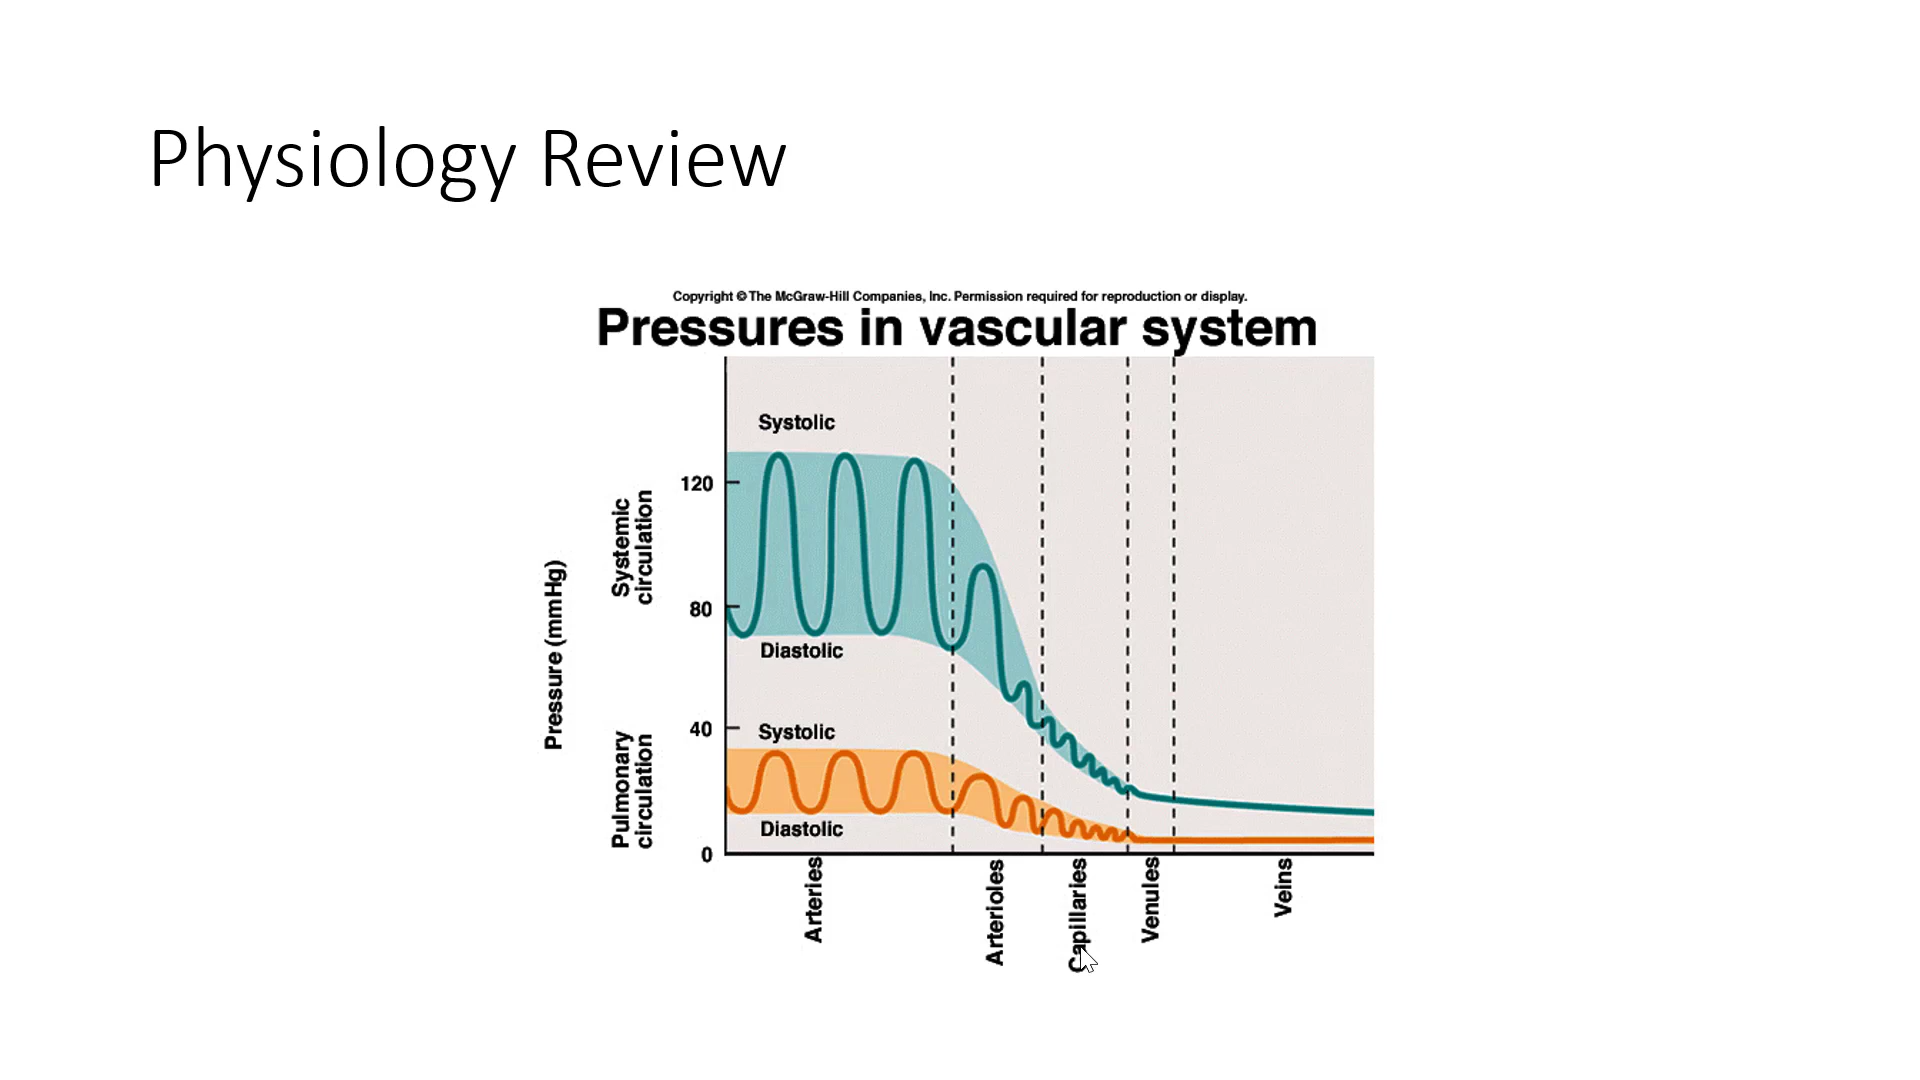 Physiology Review
Copyright © The McGraw-Hill Companies, Inc. Permission required for reproduction or display.
Pressures in vascular system
Pressure (mmHg)
Systemic
circulation
Pulmonary
circulation
120
80
40
0
Systolic
Diastolic
Systolic
Diastolic
Arteries
Arterioles
Capillaries
Venules
Veins